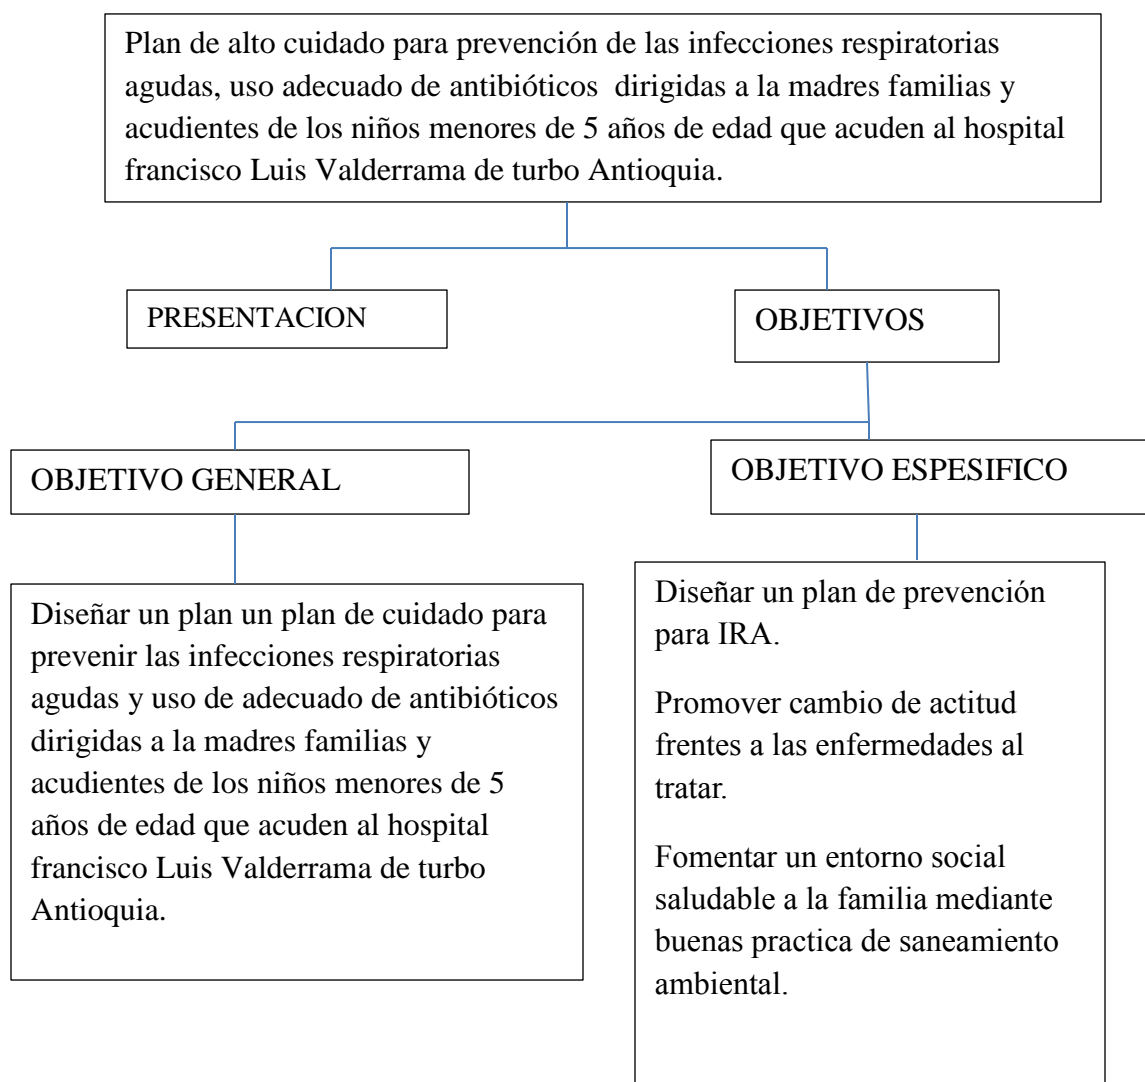 Plan de alto cuidado para prevención de las infecciones respiratorias
agudas, uso adecuado de antibióticos  dirigidas a la madres familias y
acudientes de los niños menores de 5 años de edad que acuden al hospital
francisco Luis Valderrama de turbo Antioquia.
PRESENTACION
OBJETIVOS
OBJETIVO GENERAL
OBJETIVO ESPESIFICO
Diseñar un plan un plan de cuidado para
prevenir las infecciones respiratorias
agudas y uso de adecuado de antibióticos
dirigidas a la madres familias y
acudientes de los niños menores de 5
años de edad que acuden al hospital
francisco Luis Valderrama de turbo
Antioquia.
Diseñar un plan de prevención
para IRA.
Promover cambio de actitud
frentes a las enfermedades al
tratar.
Fomentar un entorno social
saludable a la familia mediante
buenas practica de saneamiento
ambiental.